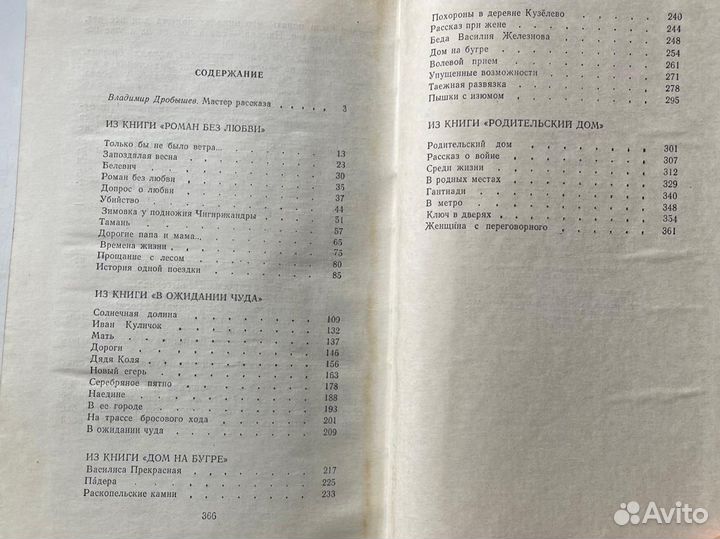 СОДЕРЖАНИЕ
Владимир Дробышев. Мастер рассказа . . . . . 3
ИЗ КНИГИ «РОМАН БЕЗ ЛЮБВИ»
Только бы не было ветра... 13
Запоздалая весна 23
Белевич 30
Роман без любви 35
Допрос о любви 37
Убийство 44
Зимовка у подножия Чигирикандры 51
Тамань 57
Дорогие папа и мама... 65
Времена жизни 75
Прощание с лесом 80
История одной поездки 85
ИЗ КНИГИ «В ОЖИДАНИИ ЧУДА»
Солнечная долина 109
Иван Куличок 132
Мать 137
Дороги 146
Дядя Коля 156
Новый егерь 163
Серебряное пятно 178
Наедине 188
В ее городе 193
На трассе бросового хода 201
В ожидании чуда 209
ИЗ КНИГИ «ДОМ НА БУГРЕ»
Василиса Прекрасная 217
Па́дера 225
Раскопельские камни 233
366
Похороны в деревне Кузёлево 240
Рассказ при жене 244
Беда Василия Железнова 248
Дом на бугре 254
Волевой прием 261
Упущенные возможности 271
Таежная развязка 278
Пышки с изюмом 295
ИЗ КНИГИ «РОДИТЕЛЬСКИЙ ДОМ»
Родительский дом 301
Рассказ о войне 307
Среди жизни 312
В родных местах 329
Гантиади 340
В метро 348
Ключ в дверях 354
Женщина с переговорного 361
Avito